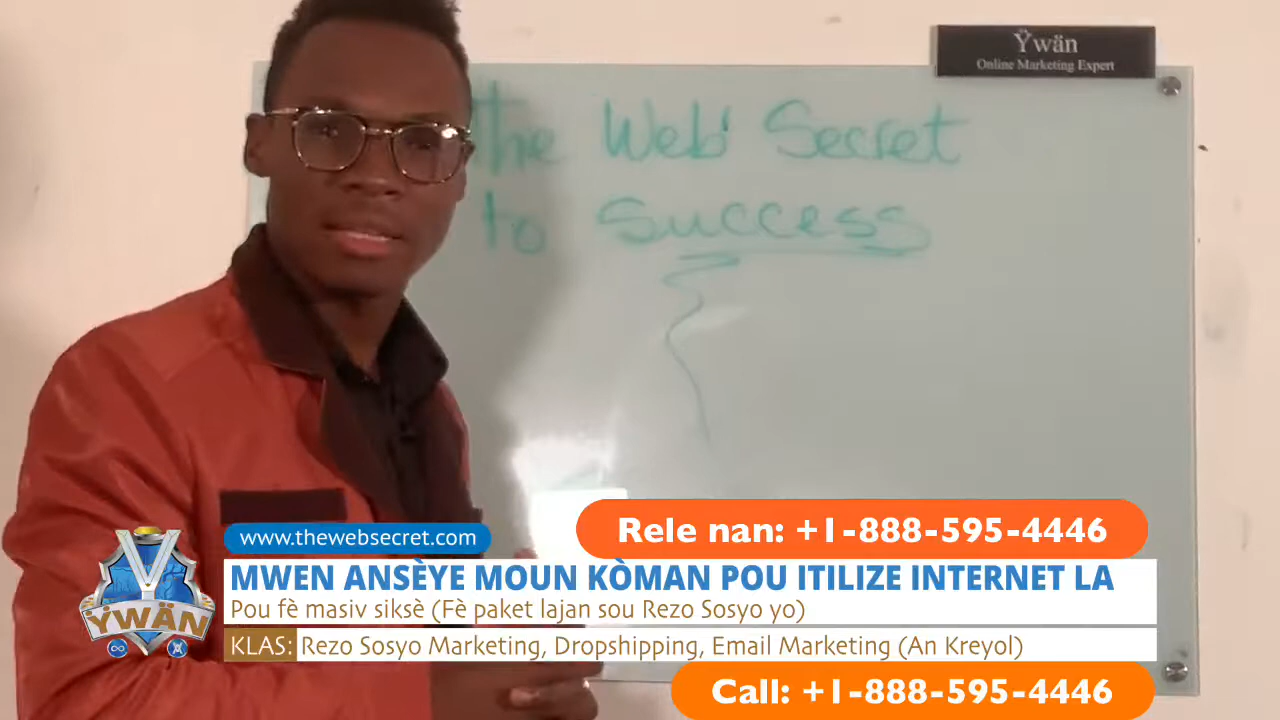 Ÿwän
Online Marketing Expert
The Web Secret
to Success
Rele nan: +1-888-595-4446
www.thewebsecret.com
MWEN ANSÈYE MOUN KÒMAN POU ITILIZE INTERNET LA
Pou fè masiv siksè (Fè paket lajan sou Rezo Sosyo yo)
KLAS: Rezo Sosyo Marketing, Dropshipping, Email Marketing (An Kreyol)
ŸWÄN
Call: +1-888-595-4446